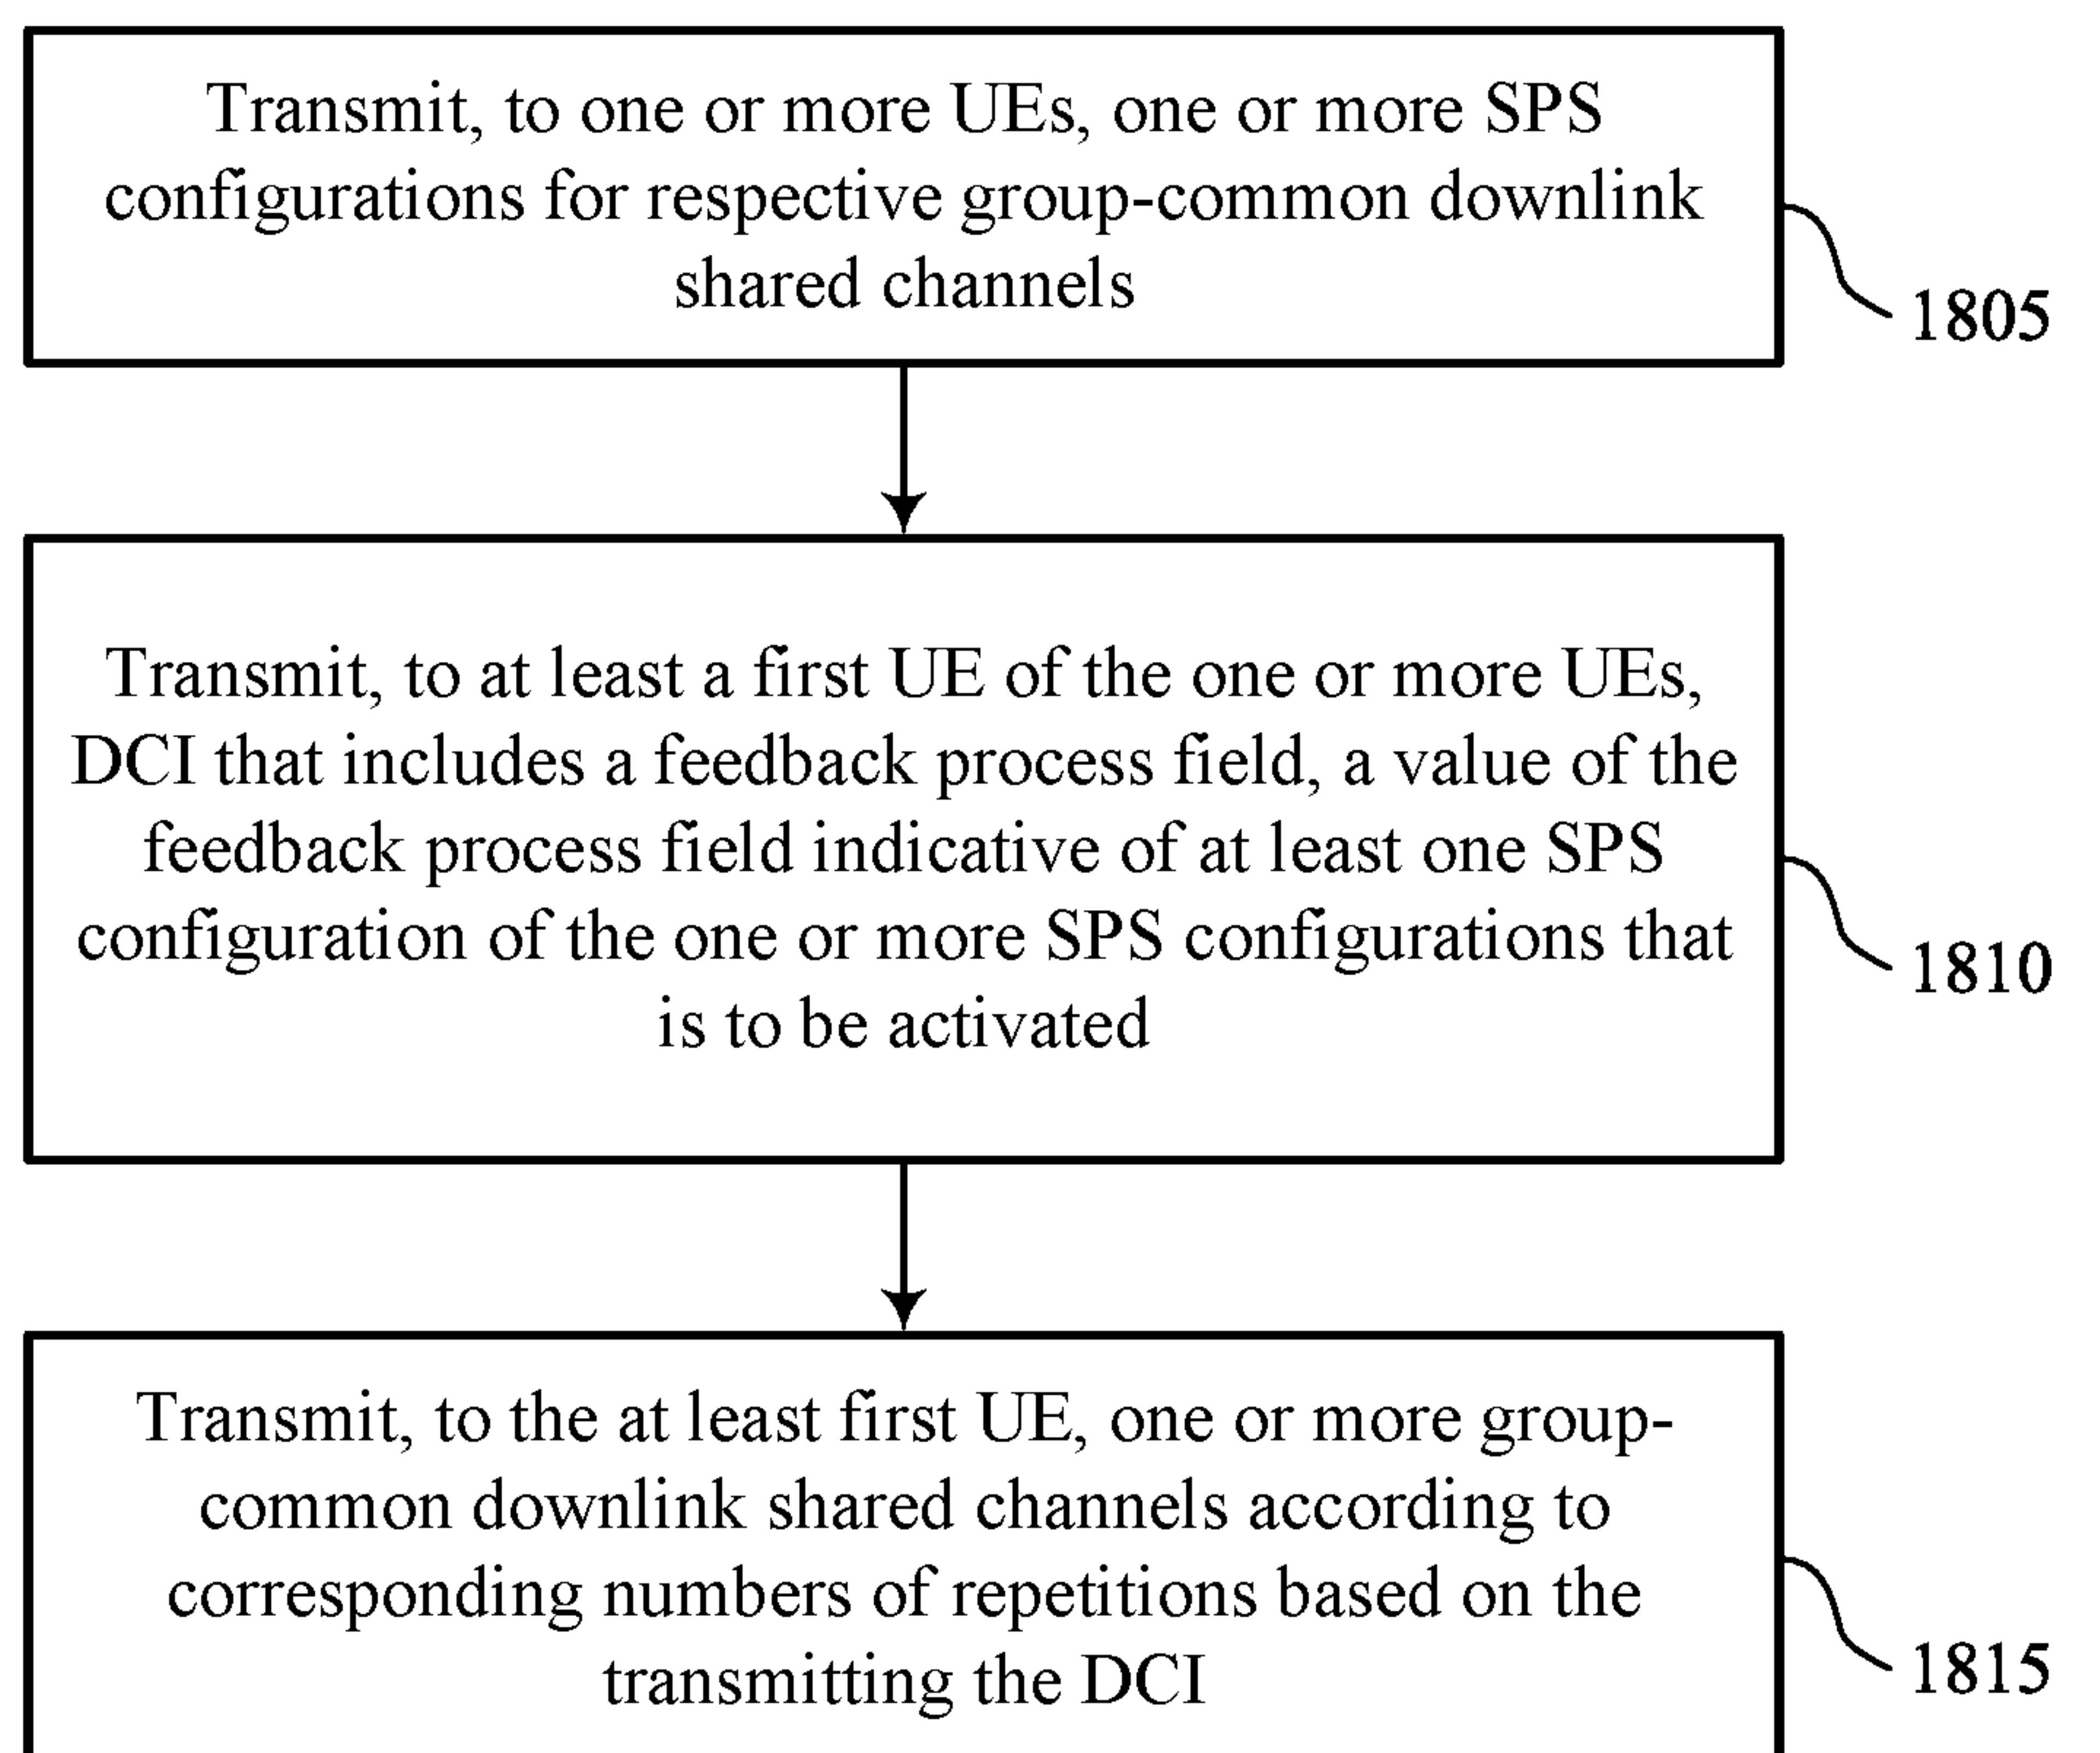 Transmit, to one or more UEs, one or more SPS
configurations for respective group-common downlink
shared channels
1805
Transmit, to at least a first UE of the one or more UEs,
DCI that includes a feedback process field, a value of the
feedback process field indicative of at least one SPS
configuration of the one or more SPS configurations that
is to be activated
1810
Transmit, to the at least first UE, one or more group-
common downlink shared channels according to
corresponding numbers of repetitions based on the
transmitting the DCI
1815